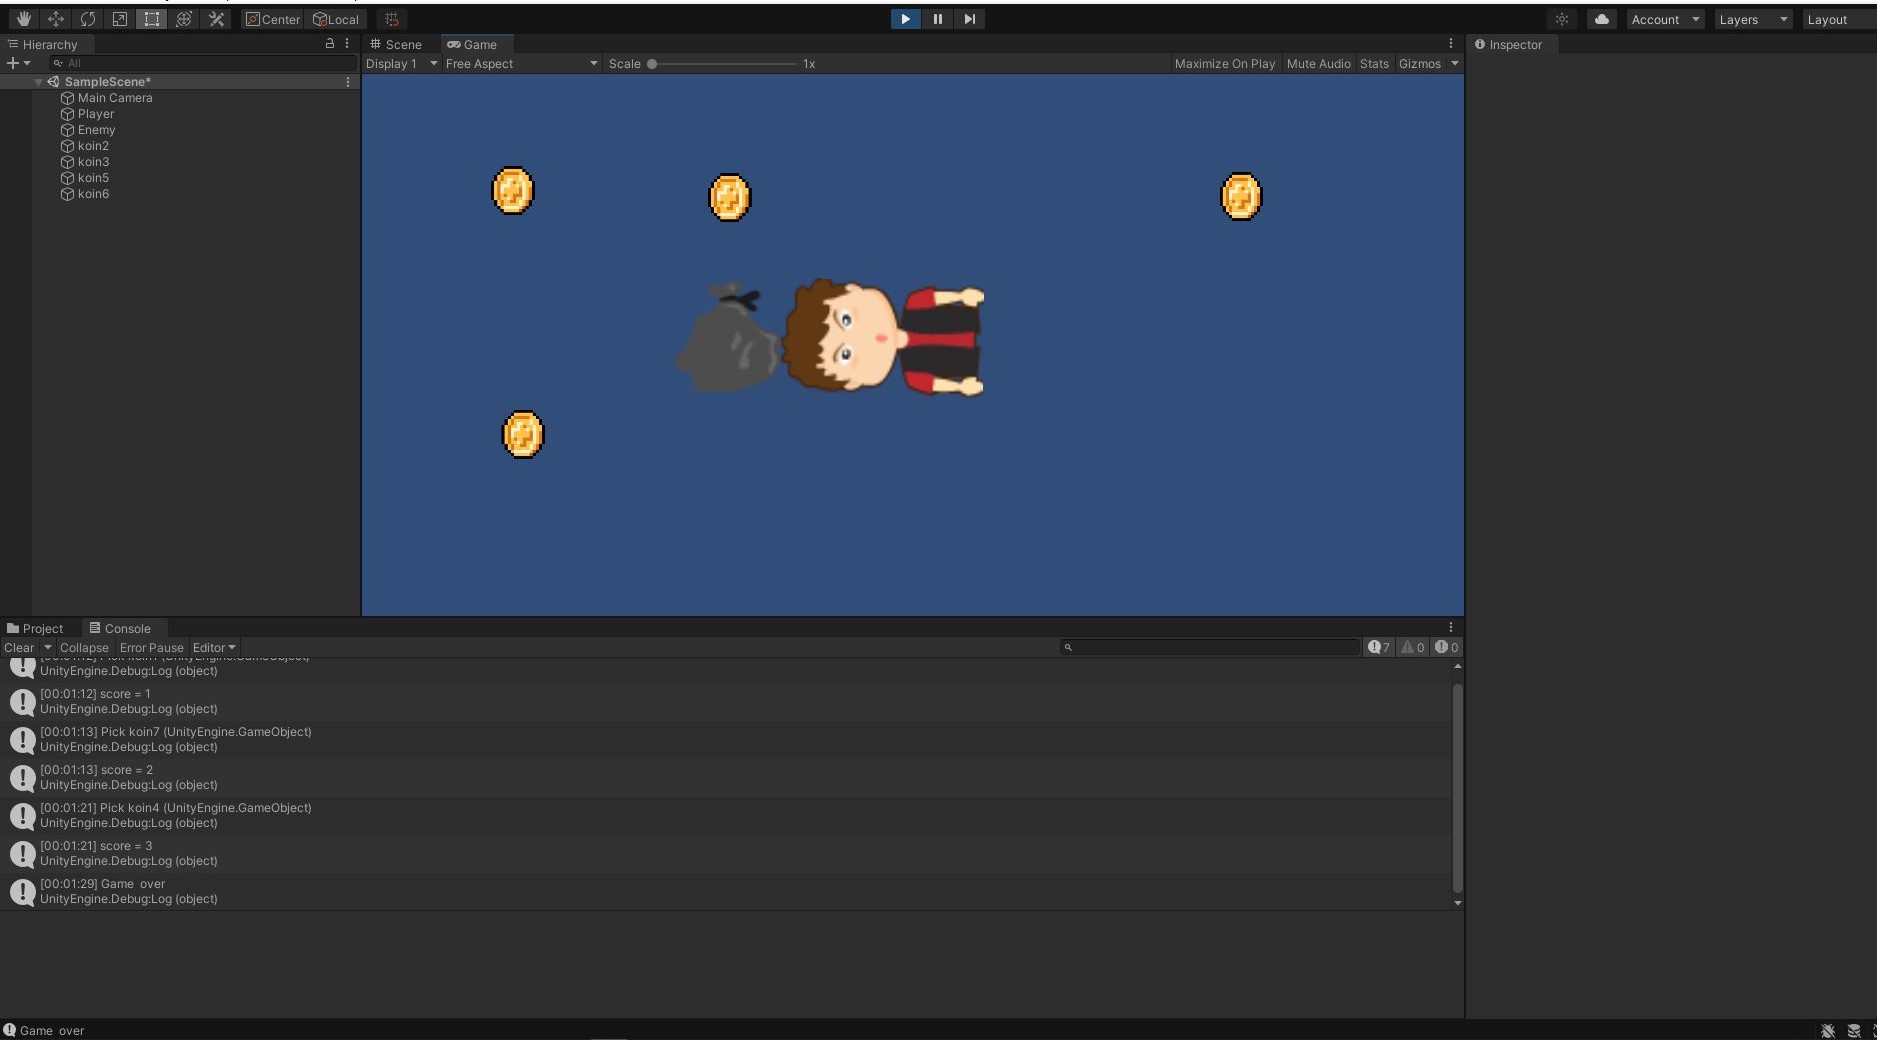 Center
Local
Account
Layers
Layout
Hierarchy
Scene
Game
Inspector
All
Display 1
Free Aspect
Scale
1x
Maximize On Play
Mute Audio
Stats
Gizmos
SampleScene*
Main Camera
Player
Enemy
koin2
koin3
koin5
koin6
Project
Console
Clear
Collapse
Error Pause
Editor
7
0
0
UnityEngine.Debug:Log (object)
[00:01:12] score = 1
UnityEngine.Debug:Log (object)
[00:01:13] Pick koin7 (UnityEngine.GameObject)
UnityEngine.Debug:Log (object)
[00:01:13] score = 2
UnityEngine.Debug:Log (object)
[00:01:21] Pick koin4 (UnityEngine.GameObject)
UnityEngine.Debug:Log (object)
[00:01:21] score = 3
UnityEngine.Debug:Log (object)
[00:01:29] Game  over
UnityEngine.Debug:Log (object)
Game  over